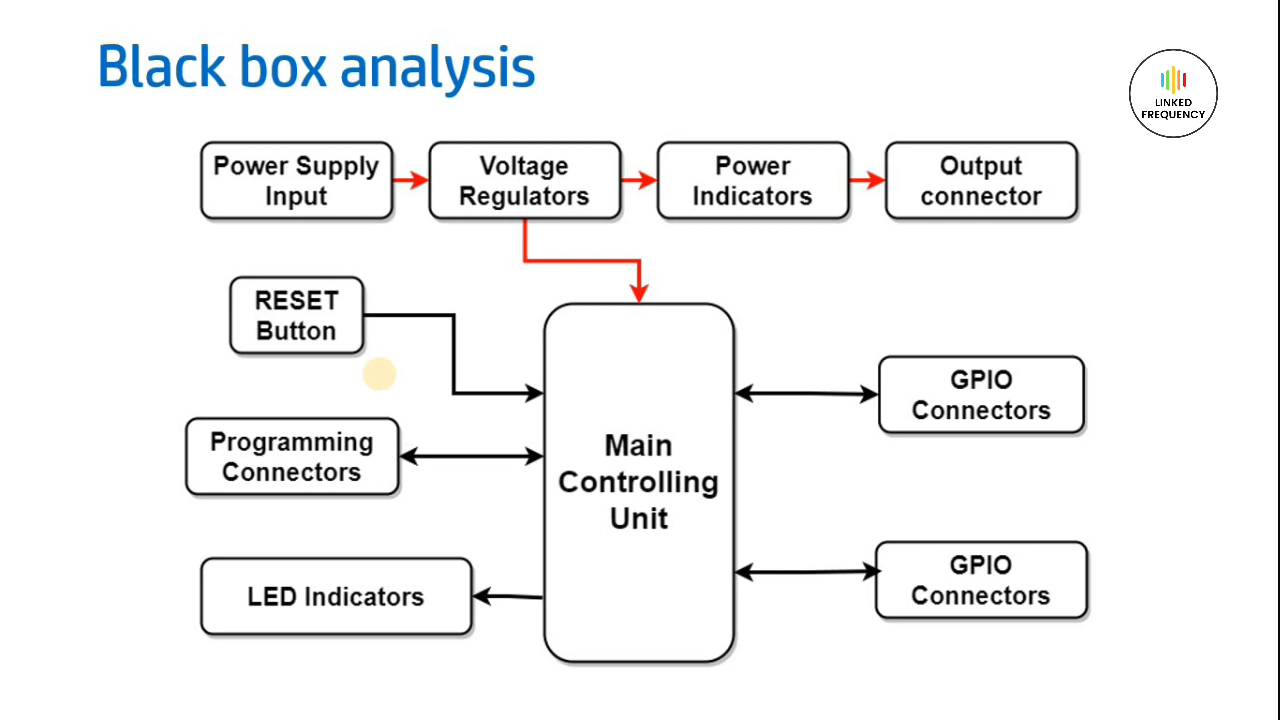 Black box analysis
LINKED
FREQUENCY
Power Supply
Input
Voltage
Regulators
Power
Indicators
Output
connector
RESET
Button
Programming
Connectors
LED Indicators
Main
Controlling
Unit
GPIO
Connectors
GPIO
Connectors